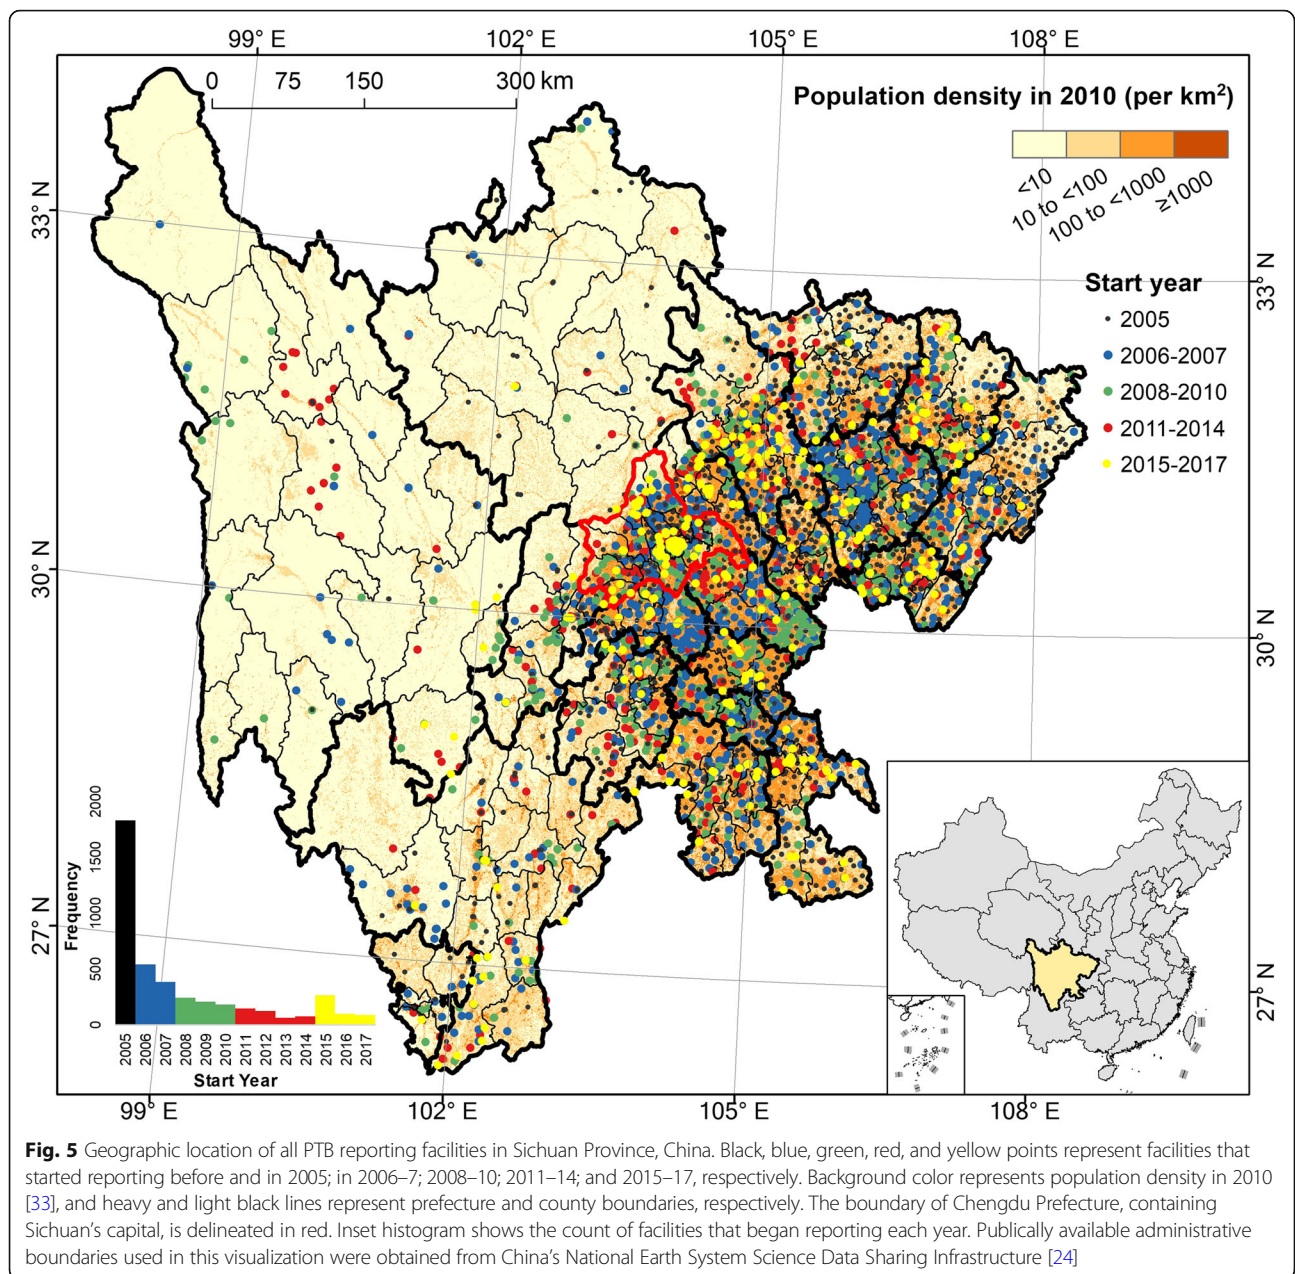 99° E
102° E
105° E
108° E
0 75 150 300 km
Population density in 2010 (per km²)
<10
10 to <100
100 to <1000
≥1000
33° N
33° N
Start year
2005
2006-2007
2008-2010
2011-2014
2015-2017
30° N
30° N
27° N
27° N
Frequency
0
500
1000
1500
2000
2005
2006
2007
2008
2009
2010
2011
2012
2013
2014
2015
2016
2017
Start Year
99° E
102° E
105° E
108° E
Fig. 5 Geographic location of all PTB reporting facilities in Sichuan Province, China. Black, blue, green, red, and yellow points represent facilities that
started reporting before and in 2005; in 2006–7; 2008–10; 2011–14; and 2015–17, respectively. Background color represents population density in 2010
[33], and heavy and light black lines represent prefecture and county boundaries, respectively. The boundary of Chengdu Prefecture, containing
Sichuan's capital, is delineated in red. Inset histogram shows the count of facilities that began reporting each year. Publically available administrative
boundaries used in this visualization were obtained from China's National Earth System Science Data Sharing Infrastructure [24]